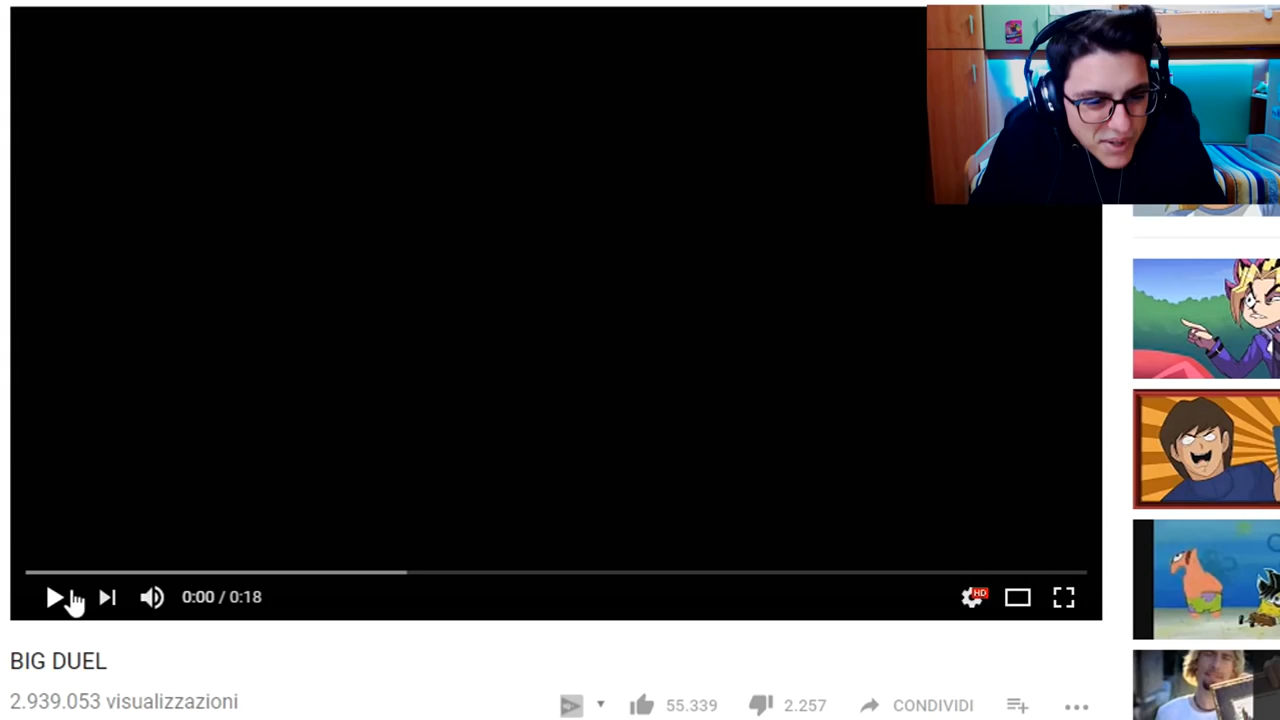 0:00 / 0:18
HD
BIG DUEL
2.939.053 visualizzazioni
55.339
2.257
CONDIVIDI